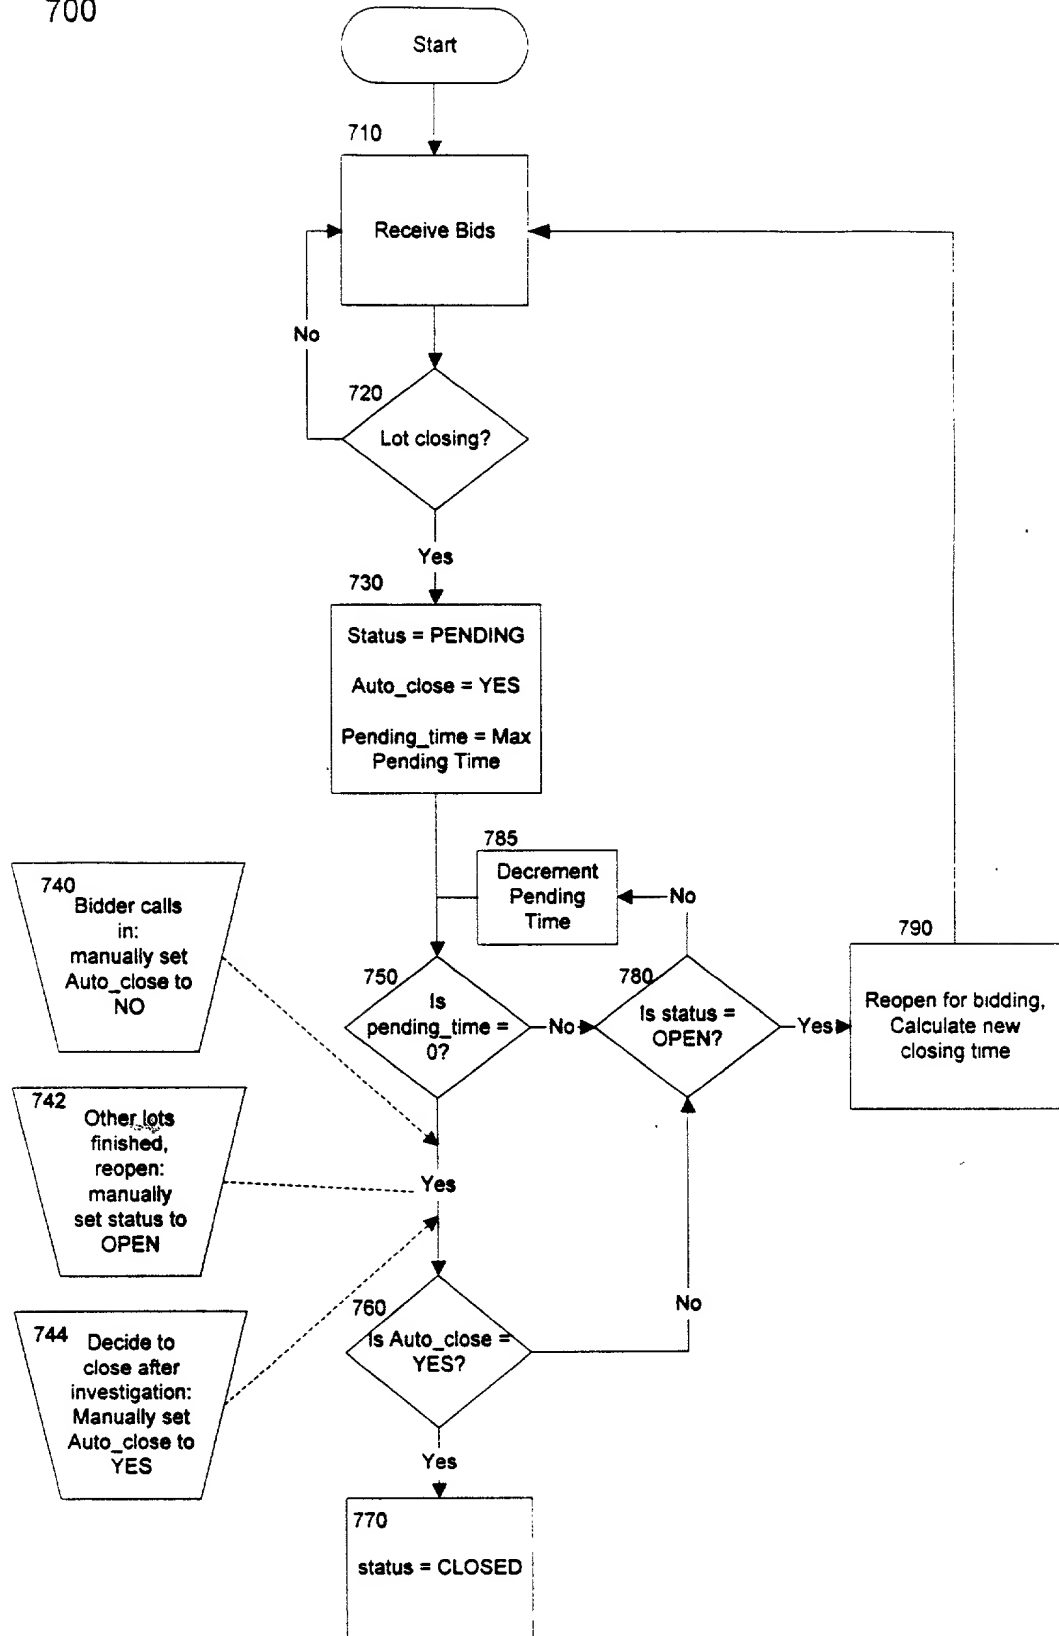 700
Start
710
Receive Bids
No
720
Lot closing?
Yes
730
Status = PENDING
Auto_close = YES
Pending_time = Max
Pending Time
785
Decrement
Pending
Time
No
740
Bidder calls
in:
manually set
Auto_close to
NO
750
Is
pending_time =
0?
No
780
Is status =
OPEN?
Yes
790
Reopen for bidding,
Calculate new
closing time
742
Other lots
finished,
reopen:
manually
set status to
OPEN
Yes
744
Decide to
close after
investigation:
Manually set
Auto_close to
YES
760
Is Auto_close =
YES?
No
Yes
770
status = CLOSED